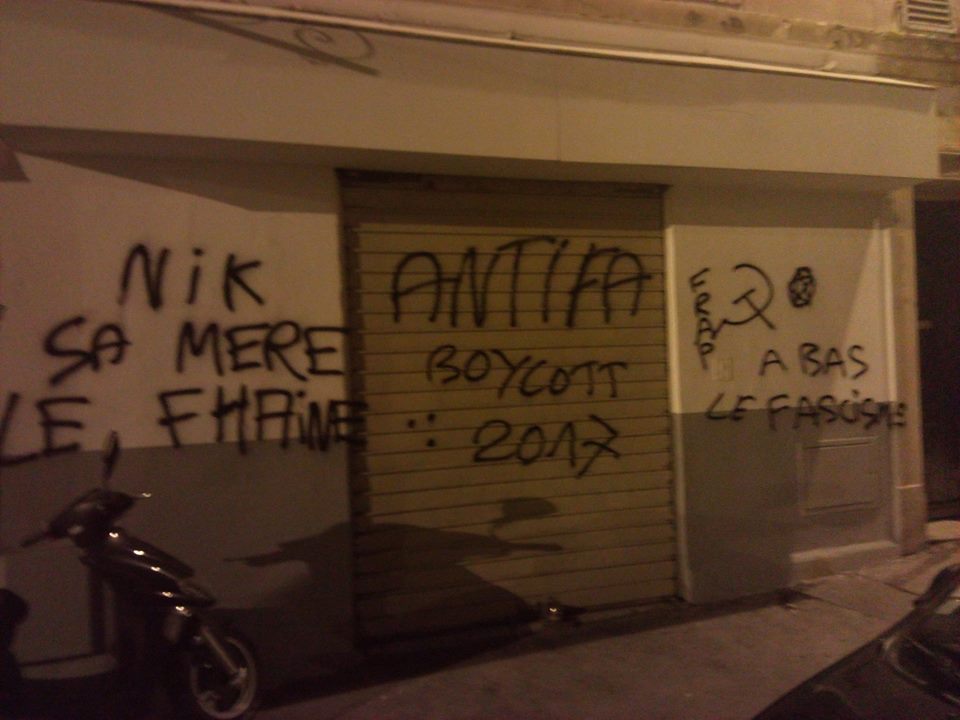 NiK
SA MERE
LE FHAiNE ::
ANTiFA
BOYCOTT
2017
FRAP
A BAS
LE FASCiSME